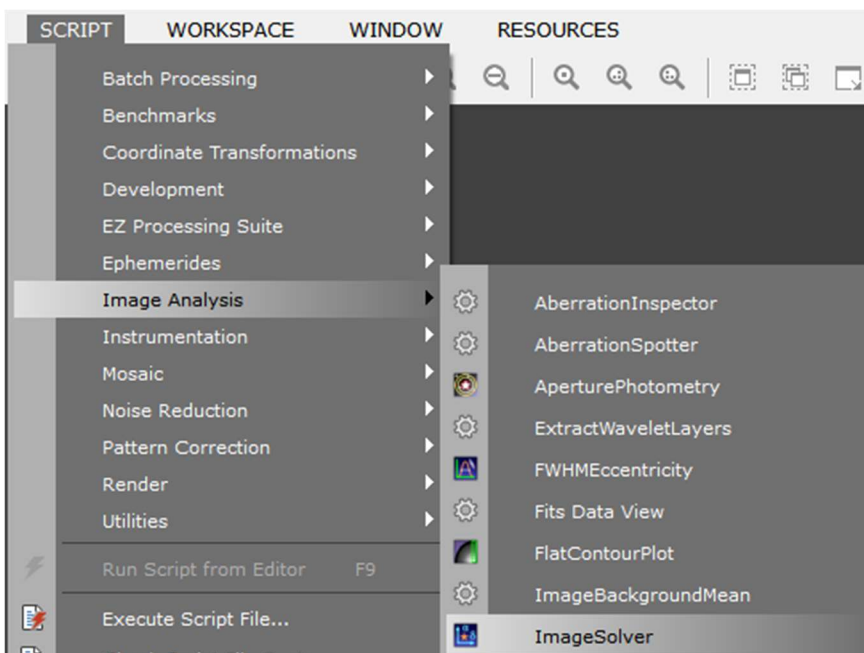 SCRIPT WORKSPACE WINDOW RESOURCES
Batch Processing
Benchmarks
Coordinate Transformations
Development
EZ Processing Suite
Ephemerides
Image Analysis
Instrumentation
Mosaic
Noise Reduction
Pattern Correction
Render
Utilities
Run Script from Editor F9
Execute Script File...
AberrationInspector
AberrationSpotter
AperturePhotometry
ExtractWaveletLayers
FWHMEccentricity
Fits Data View
FlatContourPlot
ImageBackgroundMean
ImageSolver